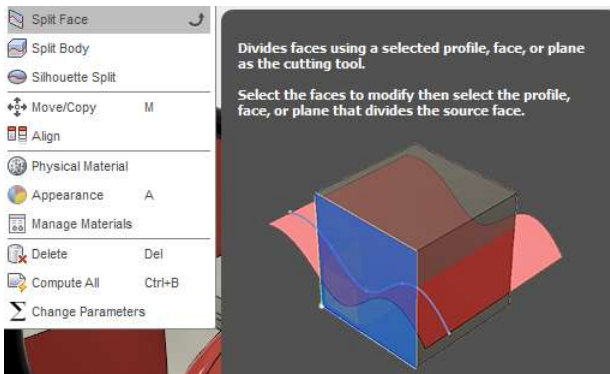 Split Face
Split Body
Silhouette Split
Move/Copy M
Align
Physical Material
Appearance A
Manage Materials
Delete Del
Compute All Ctrl+B
Change Parameters
Divides faces using a selected profile, face, or plane
as the cutting tool.
Select the faces to modify then select the profile,
face, or plane that divides the source face.